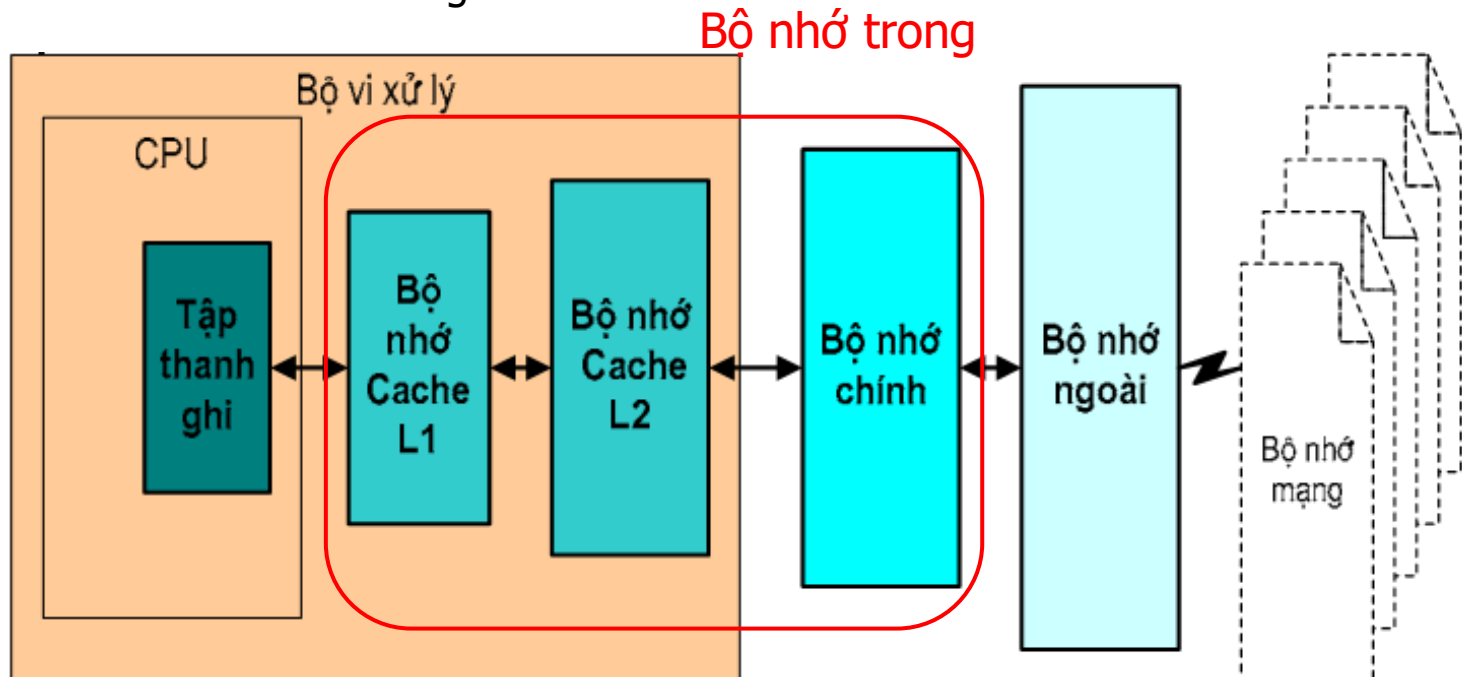 Bộ nhớ trong
Bộ vi xử lý
CPU
Tập
thanh
ghi
Bộ
nhớ
Cache
L1
Bộ nhớ
Cache
L2
Bộ nhớ
chính
Bộ nhớ
ngoài
Bộ nhớ
mạng